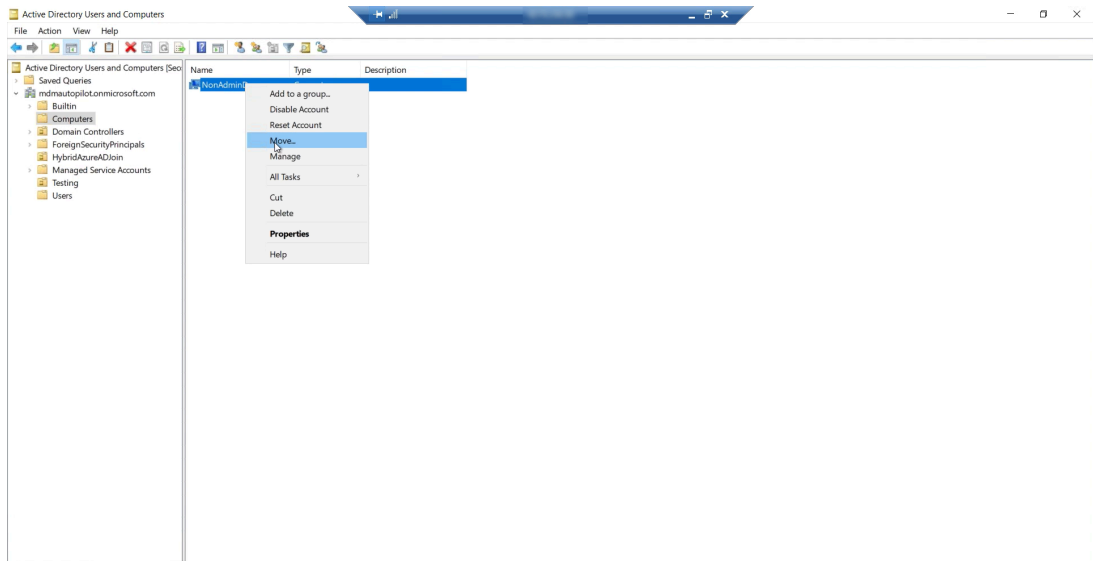 Active Directory Users and Computers
File Action View Help
Active Directory Users and Computers [Seco
Name Type Description
Saved Queries
mdmautopilot.onmicrosoft.com
Builtin
Computers
Domain Controllers
ForeignSecurityPrincipals
HybridAzureADJoin
Managed Service Accounts
Testing
Users
NonAdminD
Add to a group...
Disable Account
Reset Account
Move...
Manage
All Tasks
Cut
Delete
Properties
Help